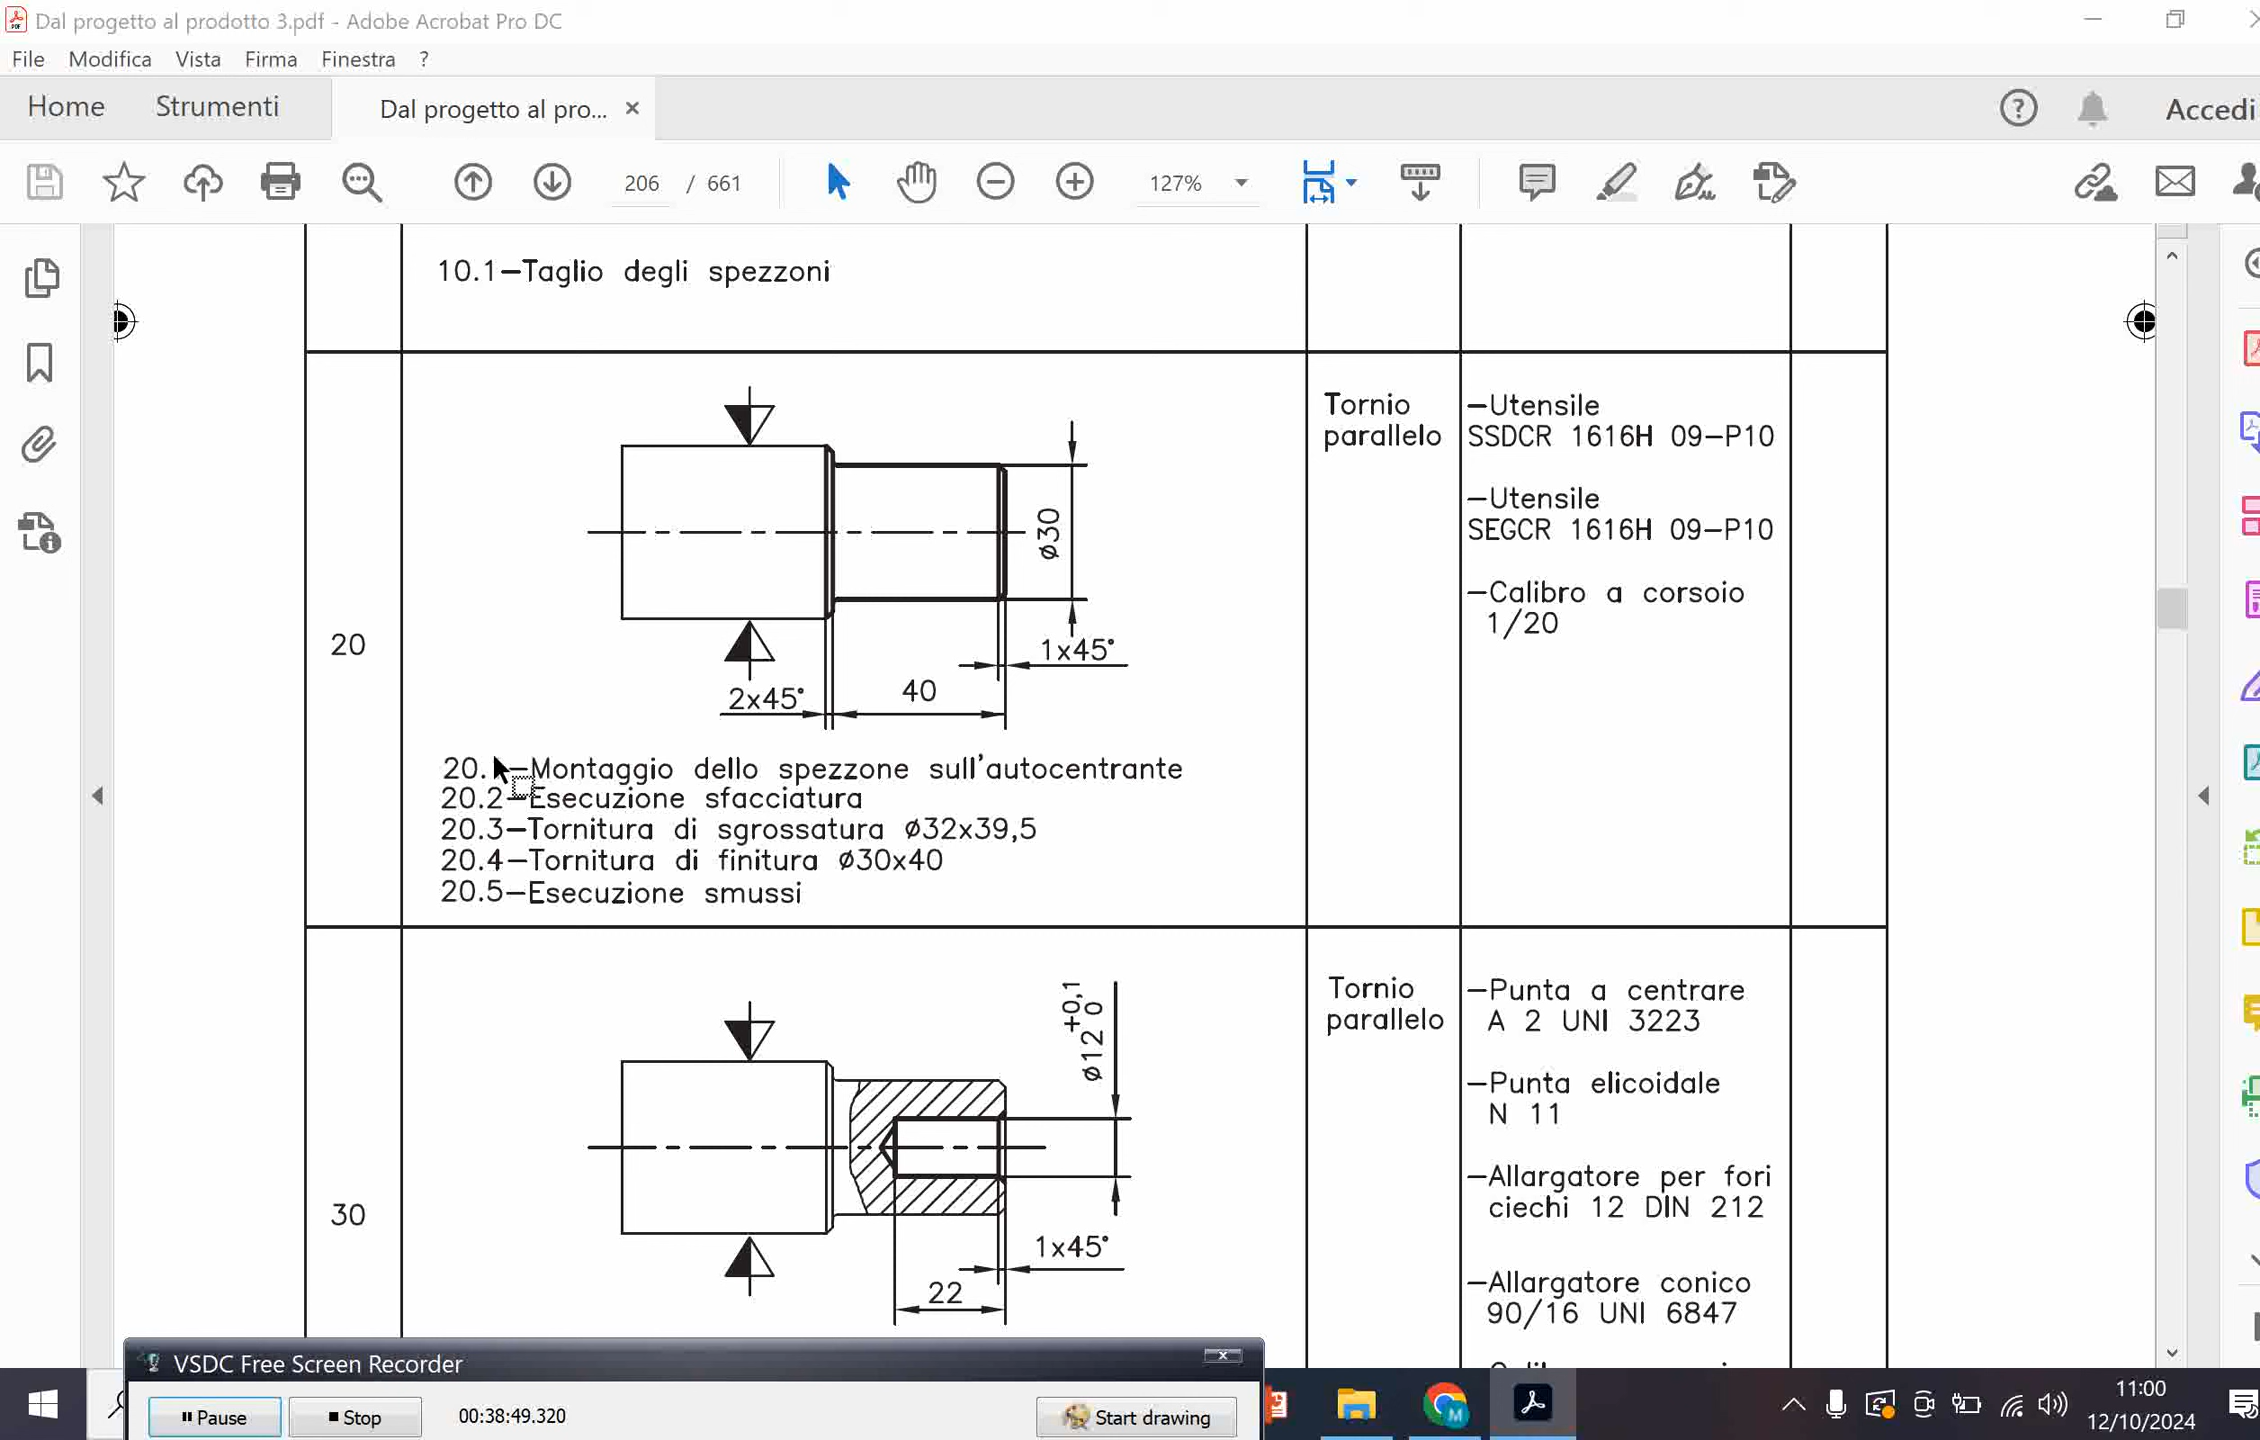 Dal progetto al prodotto 3.pdf - Adobe Acrobat Pro DC
File Modifica Vista Firma Finestra ?
Home Strumenti Dal progetto al pro... × Accedi
206 / 661 127%
10.1-Taglio degli spezzoni
20
ø30
1x45°
2x45°
40
20. -Montaggio dello spezzone sull'autocentrante
20.2-Esecuzione sfacciatura
20.3-Tornitura di sgrossatura ø32x39,5
20.4-Tornitura di finitura ø30x40
20.5-Esecuzione smussi
Tornio
parallelo
-Utensile
SSDCR 1616H 09-P10
-Utensile
SEGCR 1616H 09-P10
-Calibro a corsoio
1/20
30
ø12 +0,1 0
1x45°
22
Tornio
parallelo
-Punta a centrare
A 2 UNI 3223
-Punta elicoidale
N 11
-Allargatore per fori
ciechi 12 DIN 212
-Allargatore conico
90/16 UNI 6847
VSDC Free Screen Recorder
Pause Stop 00:38:49.320 Start drawing
11:00
12/10/2024